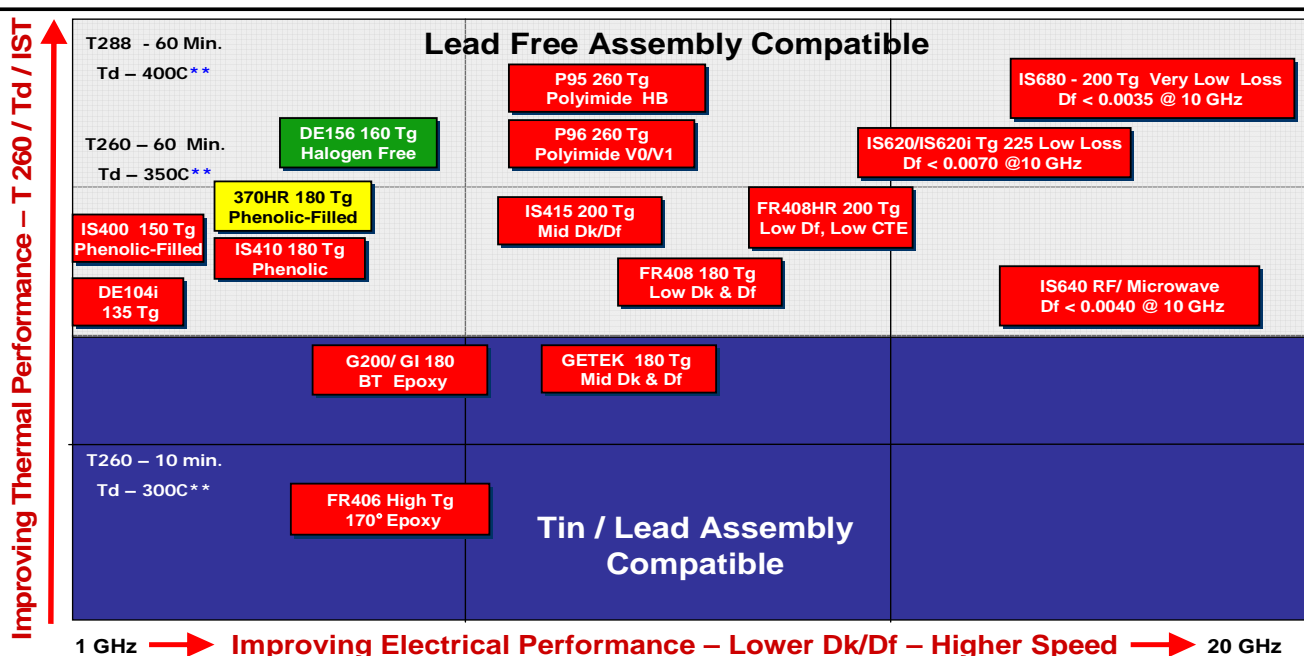 Improving Thermal Performance – T 260 / Td / IST
T288 - 60 Min.
Td – 400C**
Lead Free Assembly Compatible
P95 260 Tg
Polyimide HB
IS680 - 200 Tg Very Low Loss
Df < 0.0035 @ 10 GHz
T260 – 60 Min.
Td – 350C**
DE156 160 Tg
Halogen Free
P96 260 Tg
Polyimide V0/V1
IS620/IS620i Tg 225 Low Loss
Df < 0.0070 @10 GHz
370HR 180 Tg
Phenolic-Filled
IS400 150 Tg
Phenolic-Filled
IS410 180 Tg
Phenolic
IS415 200 Tg
Mid Dk/Df
FR408HR 200 Tg
Low Df, Low CTE
DE104i
135 Tg
FR408 180 Tg
Low Dk & Df
IS640 RF/ Microwave
Df < 0.0040 @ 10 GHz
G200/ GI 180
BT Epoxy
GETEK 180 Tg
Mid Dk & Df
T260 – 10 min.
Td – 300C**
FR406 High Tg
170° Epoxy
Tin / Lead Assembly
Compatible
1 GHz
Improving Electrical Performance – Lower Dk/Df – Higher Speed
20 GHz